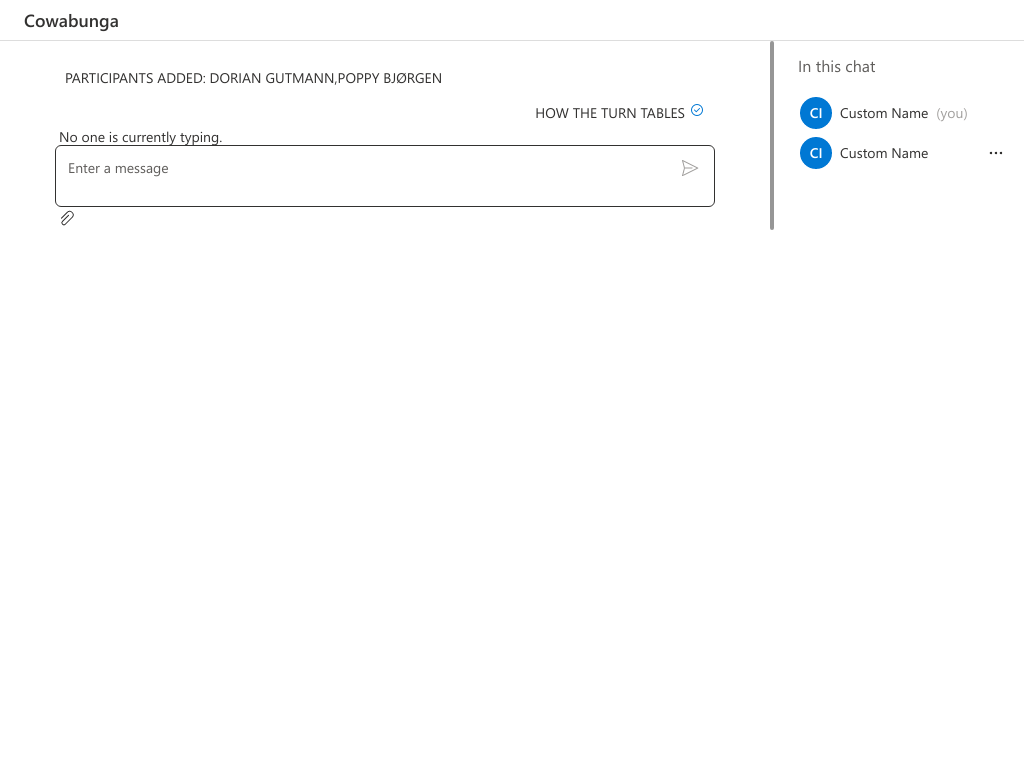 Cowabunga
PARTICIPANTS ADDED: DORIAN GUTMANN,POPPY BJØRGEN
HOW THE TURN TABLES
No one is currently typing.
Enter a message
In this chat
CI Custom Name (you)
CI Custom Name